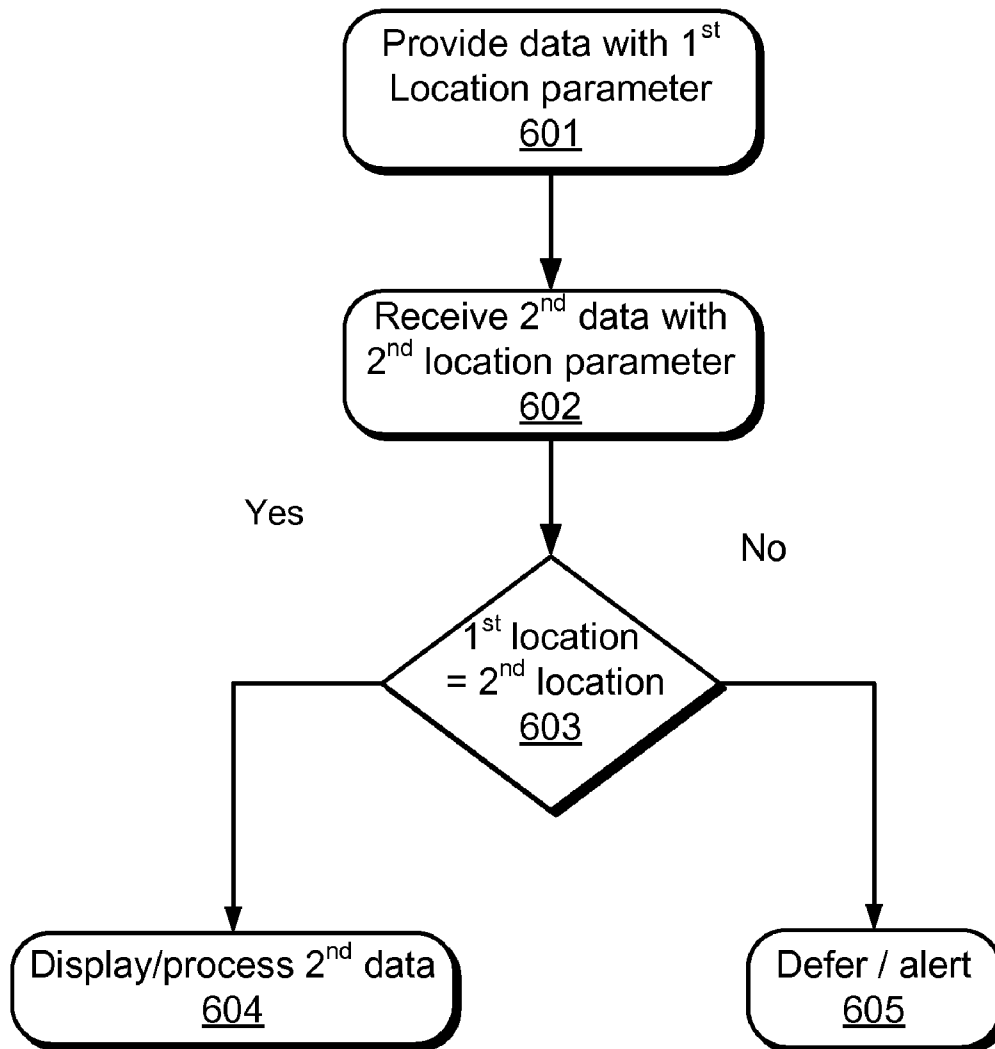 Provide data with 1st
Location parameter
601
Receive 2nd data with
2nd location parameter
602
Yes
No
1st location
= 2nd location
603
Display/process 2nd data
604
Defer / alert
605